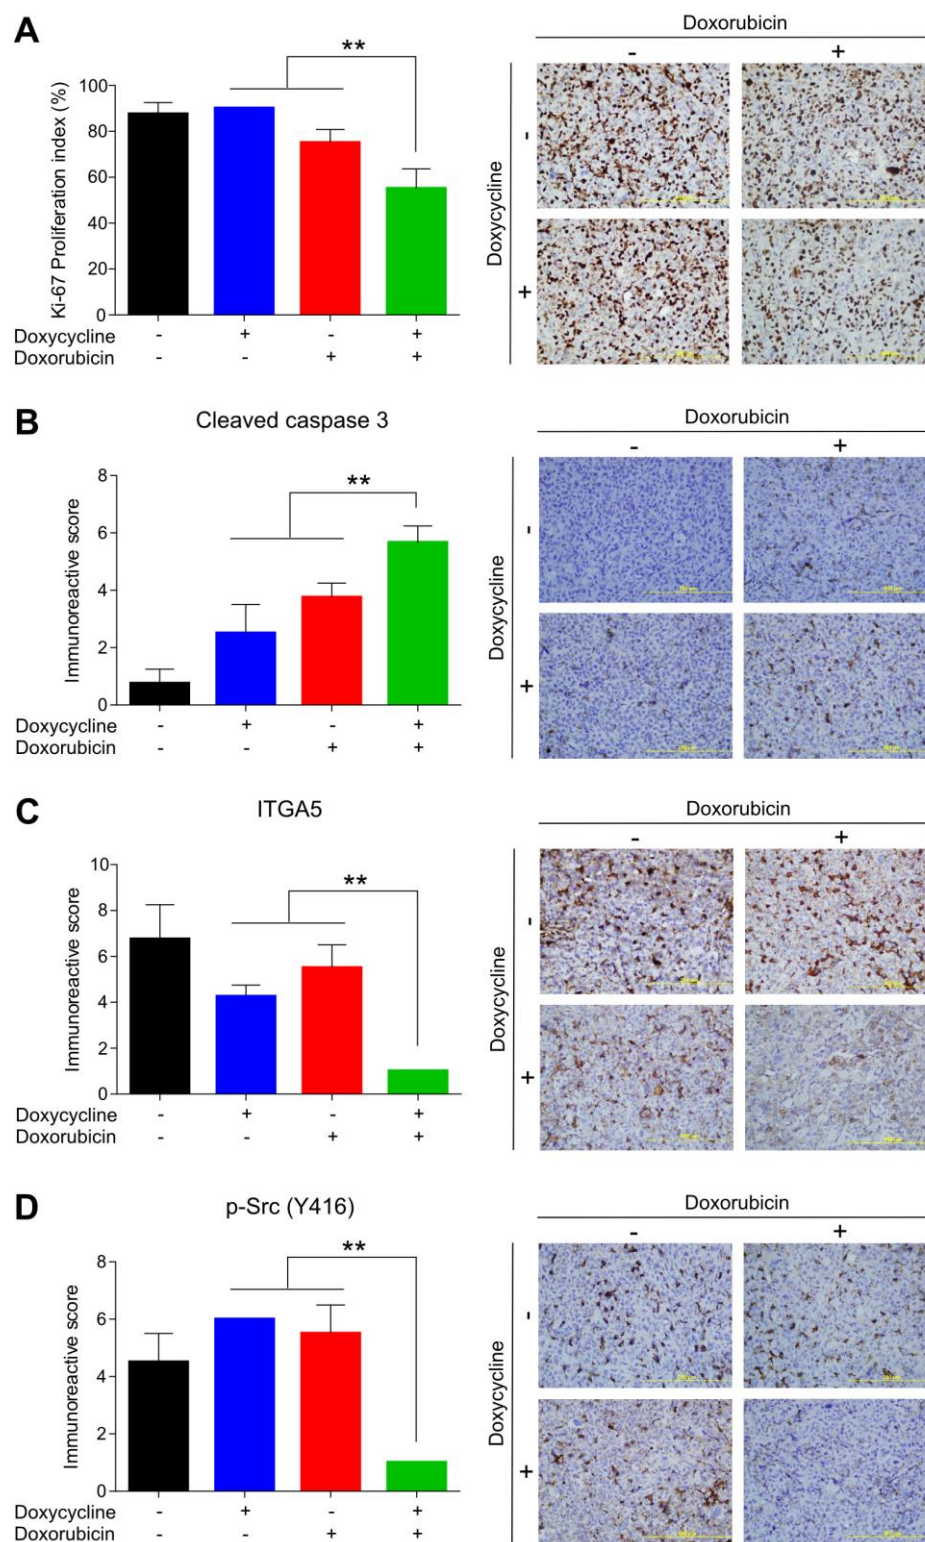 A
**
Ki-67 Proliferation index (%)
100
80
60
40
20
0
Doxycycline - + - +
Doxorubicin - - + +
Doxorubicin
- +
Doxycycline
-
+
B
Cleaved caspase 3
**
Immunoreactive score
8
6
4
2
0
Doxycycline - + - +
Doxorubicin - - + +
Doxorubicin
- +
Doxycycline
-
+
C
ITGA5
**
Immunoreactive score
10
8
6
4
2
0
Doxycycline - + - +
Doxorubicin - - + +
Doxorubicin
- +
Doxycycline
-
+
D
p-Src (Y416)
**
Immunoreactive score
8
6
4
2
0
Doxycycline - + - +
Doxorubicin - - + +
Doxorubicin
- +
Doxycycline
-
+